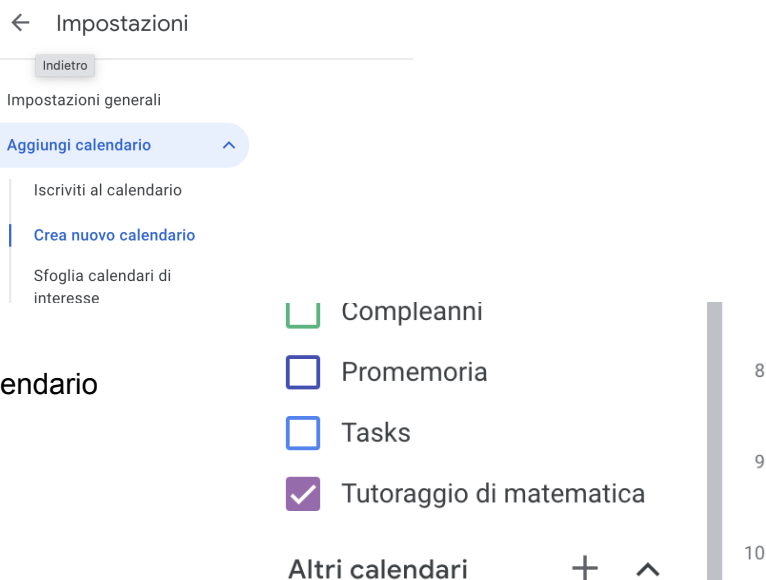 Impostazioni
Indietro
Impostazioni generali
Aggiungi calendario
Iscriviti al calendario
Crea nuovo calendario
Sfoglia calendari di
interesse
endario
Compleanni
Promemoria
Tasks
Tutoraggio di matematica
Altri calendari
8
9
10